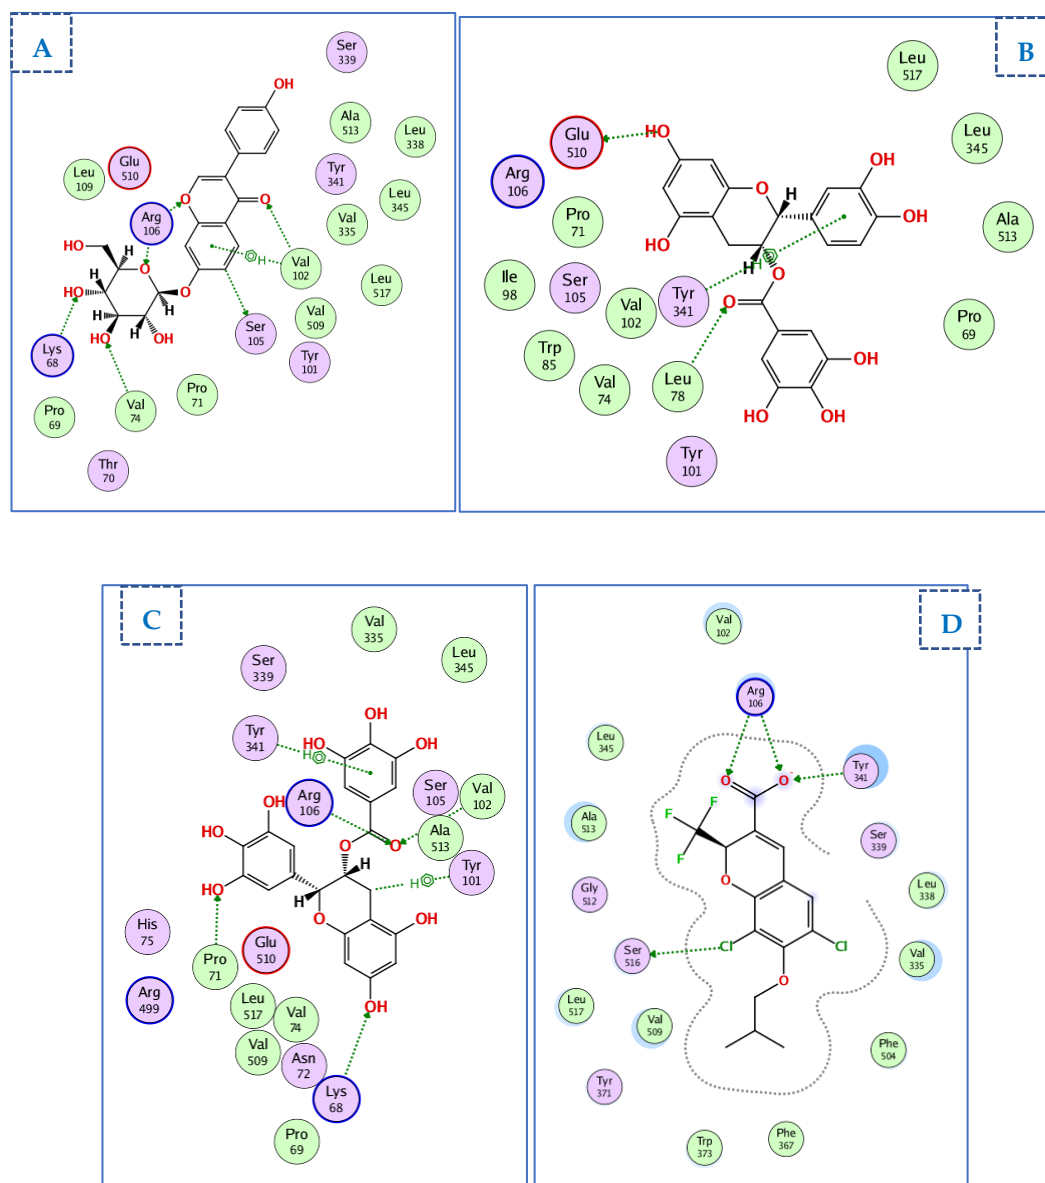 A
Ser
339
OH
Ala
513
Leu
338
Leu
109
Glu
510
Tyr
341
Leu
345
Arg
106
O
O
Val
335
HO
H
O
H
Val
102
HO
H
O
H
Leu
517
H
HO
OH
Ser
105
Val
509
Lys
68
Tyr
101
Pro
69
Val
74
Pro
71
Thr
70
B
Leu
517
Glu
510
HO
Leu
345
Arg
106
OH
O
H
OH
Pro
71
Ala
513
OH
H
H
O
Ile
98
Ser
105
Val
102
Tyr
341
O
Pro
69
Trp
85
Val
74
Leu
78
OH
HO
OH
Tyr
101
C
Val
335
Ser
339
Leu
345
OH
Tyr
341
H
HO
OH
Arg
106
Ser
105
Val
102
OH
HO
O
O
Ala
513
H
H
Tyr
101
HO
H
O
OH
His
75
Pro
71
Glu
510
Arg
499
Leu
517
Val
74
OH
Val
509
Asn
72
Lys
68
Pro
69
D
Val
102
Arg
106
Leu
345
O
O-
Tyr
341
F
F
F
Ala
513
Ser
339
O
Gly
512
Leu
338
Ser
516
Cl
Cl
Val
335
O
Leu
517
Val
509
Phe
504
Tyr
371
Trp
373
Phe
367